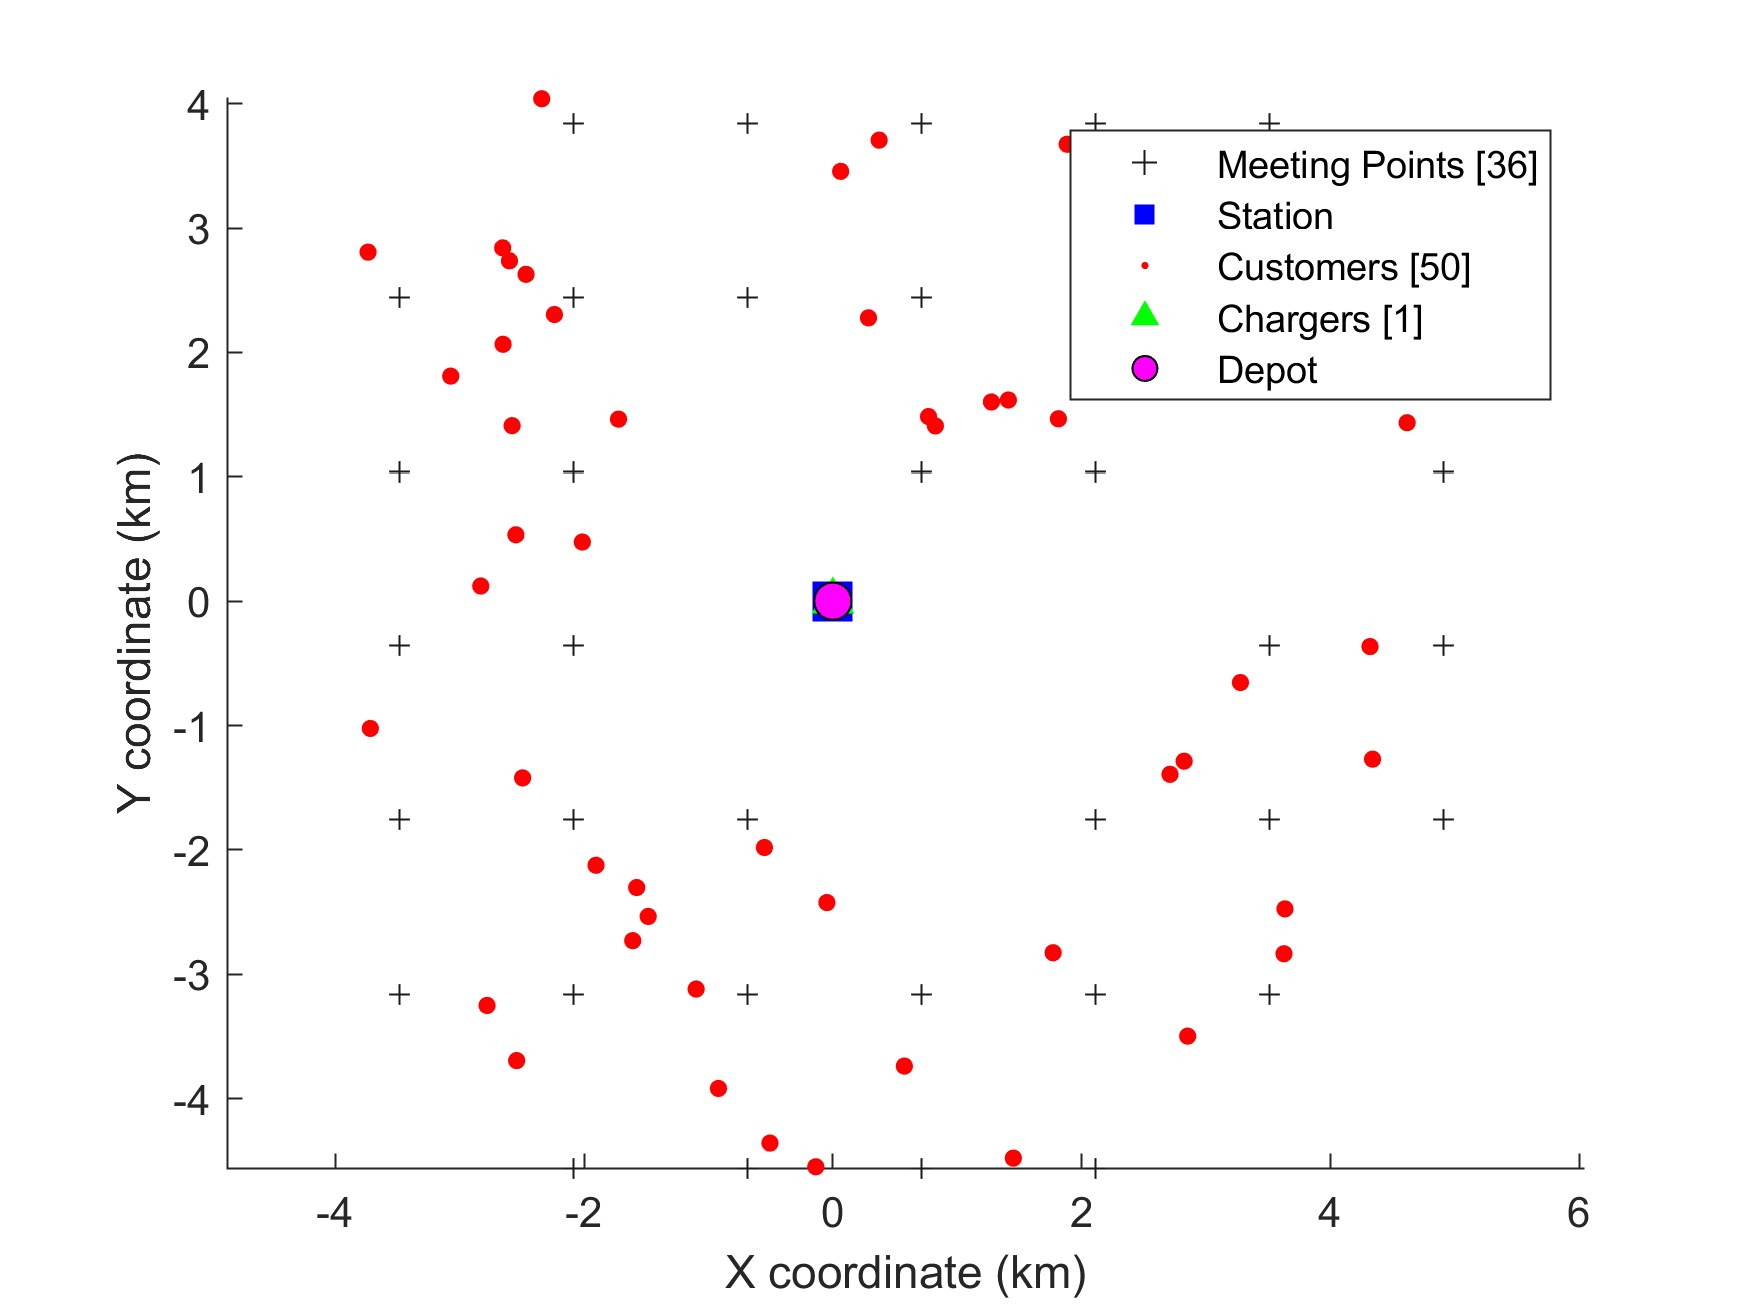 4
3
2
1
0
-1
-2
-3
-4
Y coordinate (km)
Meeting Points [36]
Station
Customers [50]
Chargers [1]
Depot
-4 -2 0 2 4 6
X coordinate (km)